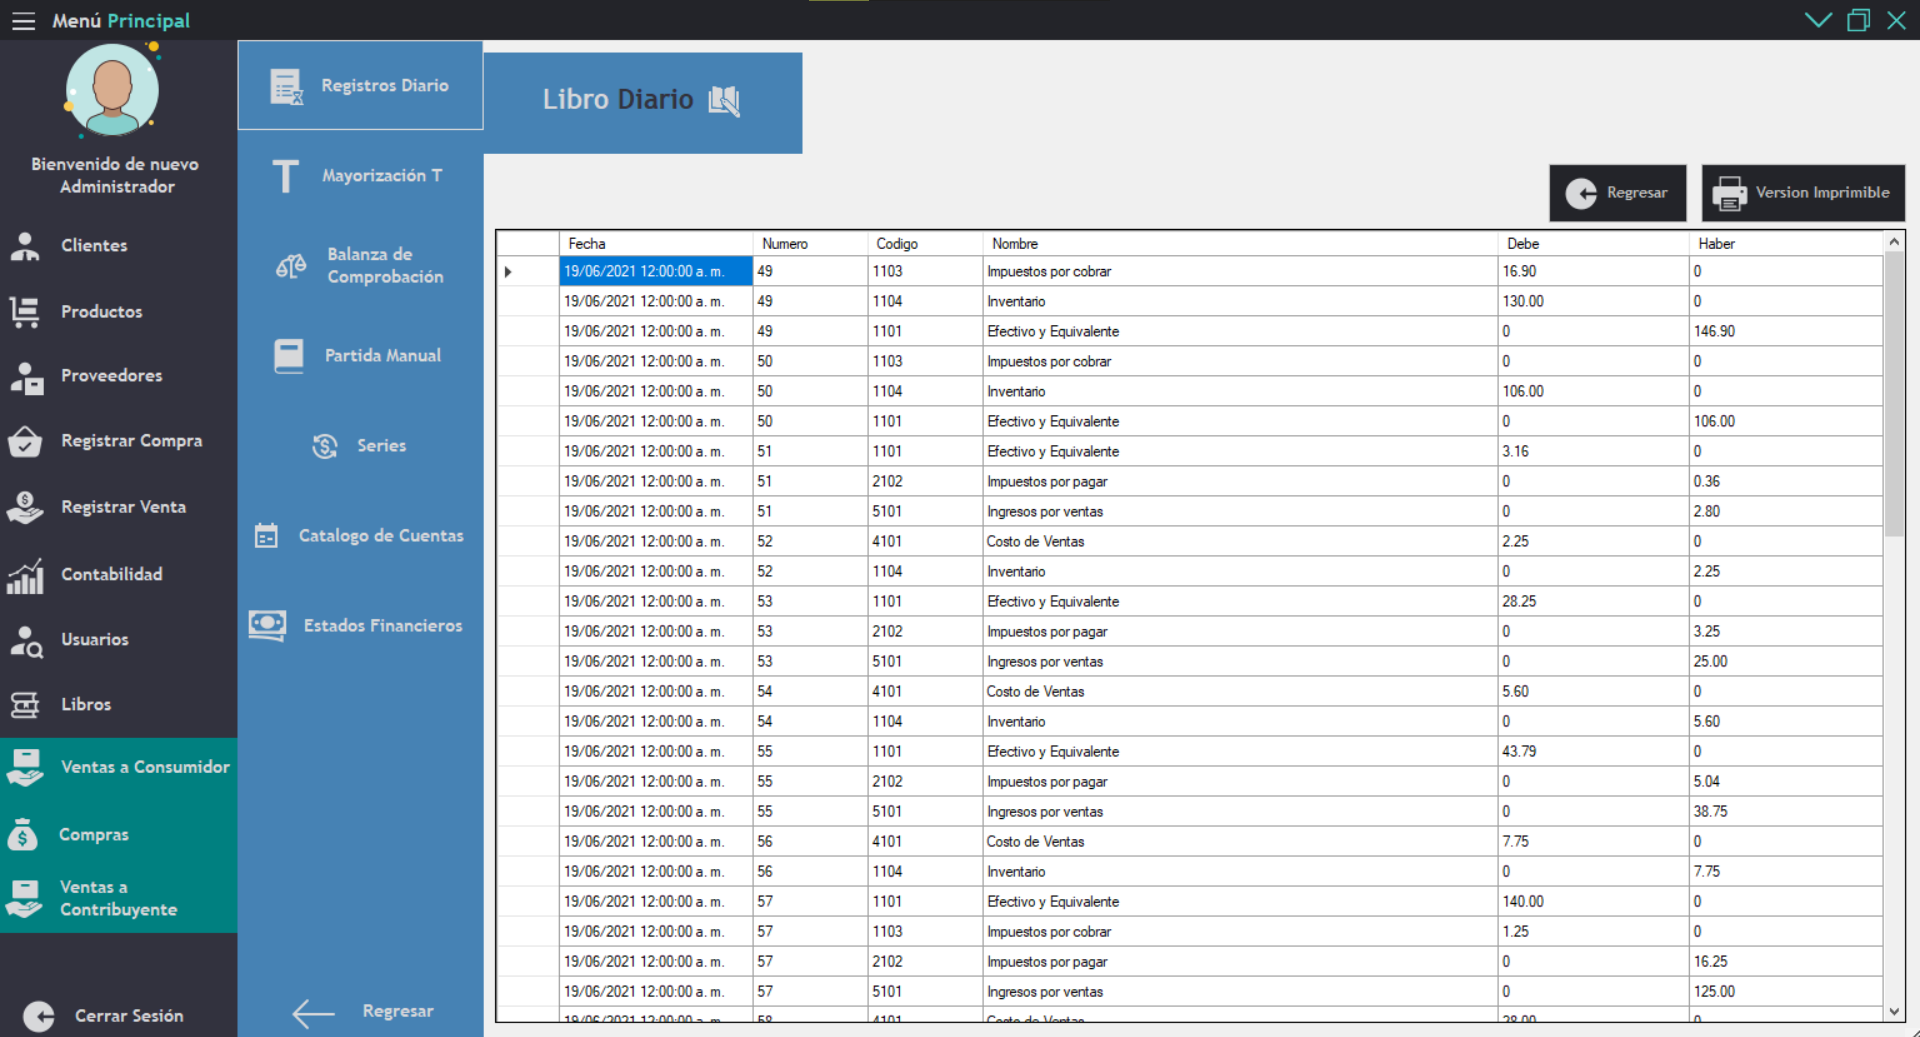 Menú Principal
Bienvenido de nuevo
Administrador
Clientes
Productos
Proveedores
Registrar Compra
Registrar Venta
Contabilidad
Usuarios
Libros
Ventas a Consumidor
Compras
Ventas a
Contribuyente
Cerrar Sesión
Registros Diario
T Mayorización T
Balanza de
Comprobación
Partida Manual
Series
Catalogo de Cuentas
Estados Financieros
Regresar
Libro Diario
Regresar
Version Imprimible
Fecha Numero Codigo Nombre Debe Haber
19/06/2021 12:00:00 a. m. 49 1103 Impuestos por cobrar 16.90 0
19/06/2021 12:00:00 a. m. 49 1104 Inventario 130.00 0
19/06/2021 12:00:00 a. m. 49 1101 Efectivo y Equivalente 0 146.90
19/06/2021 12:00:00 a. m. 50 1103 Impuestos por cobrar 0 0
19/06/2021 12:00:00 a. m. 50 1104 Inventario 106.00 0
19/06/2021 12:00:00 a. m. 50 1101 Efectivo y Equivalente 0 106.00
19/06/2021 12:00:00 a. m. 51 1101 Efectivo y Equivalente 3.16 0
19/06/2021 12:00:00 a. m. 51 2102 Impuestos por pagar 0 0.36
19/06/2021 12:00:00 a. m. 51 5101 Ingresos por ventas 0 2.80
19/06/2021 12:00:00 a. m. 52 4101 Costo de Ventas 2.25 0
19/06/2021 12:00:00 a. m. 52 1104 Inventario 0 2.25
19/06/2021 12:00:00 a. m. 53 1101 Efectivo y Equivalente 28.25 0
19/06/2021 12:00:00 a. m. 53 2102 Impuestos por pagar 0 3.25
19/06/2021 12:00:00 a. m. 53 5101 Ingresos por ventas 0 25.00
19/06/2021 12:00:00 a. m. 54 4101 Costo de Ventas 5.60 0
19/06/2021 12:00:00 a. m. 54 1104 Inventario 0 5.60
19/06/2021 12:00:00 a. m. 55 1101 Efectivo y Equivalente 43.79 0
19/06/2021 12:00:00 a. m. 55 2102 Impuestos por pagar 0 5.04
19/06/2021 12:00:00 a. m. 55 5101 Ingresos por ventas 0 38.75
19/06/2021 12:00:00 a. m. 56 4101 Costo de Ventas 7.75 0
19/06/2021 12:00:00 a. m. 56 1104 Inventario 0 7.75
19/06/2021 12:00:00 a. m. 57 1101 Efectivo y Equivalente 140.00 0
19/06/2021 12:00:00 a. m. 57 1103 Impuestos por cobrar 1.25 0
19/06/2021 12:00:00 a. m. 57 2102 Impuestos por pagar 0 16.25
19/06/2021 12:00:00 a. m. 57 5101 Ingresos por ventas 0 125.00
19/06/2021 12:00:00 a. m. 58 4101 Costo de Ventas 28.00 0